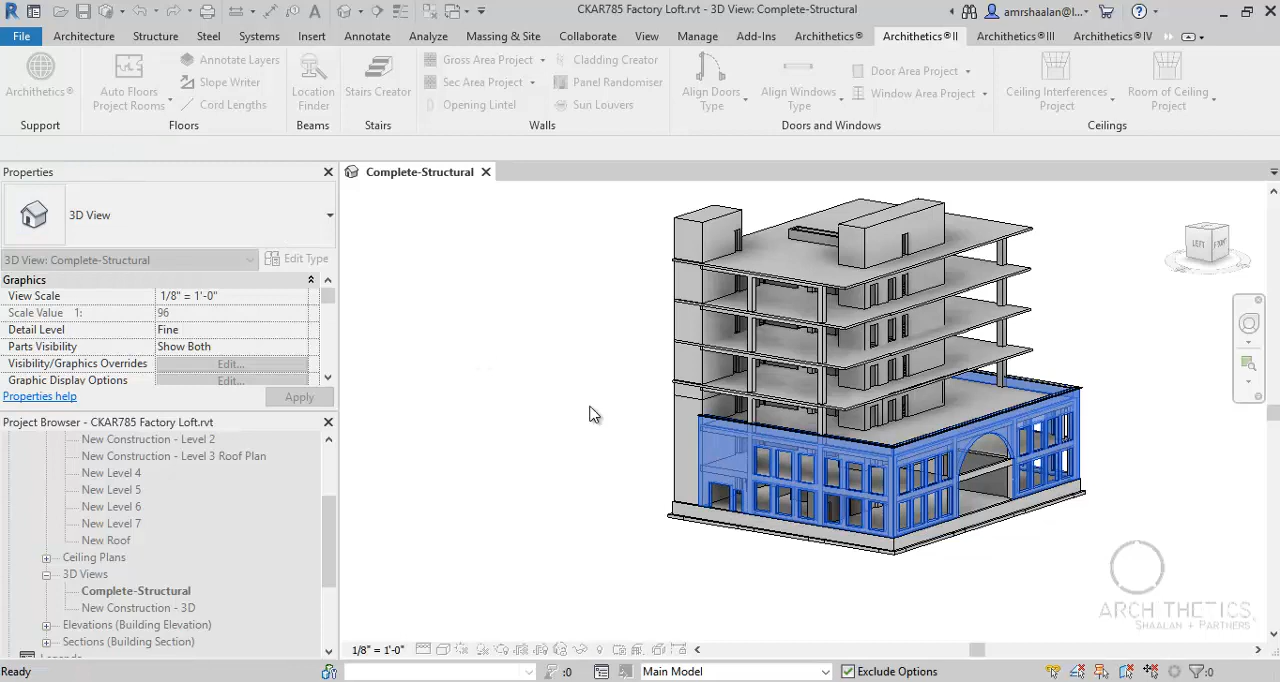 CKAR785 Factory Loft.rvt - 3D View: Complete-Structural
amrshaalan@l...
File Architecture Structure Steel Systems Insert Annotate Analyze Massing & Site Collaborate View Manage Add-Ins Archithetics® Archithetics®II Archithetics®III Archithetics®IV
Archithetics®
Support
Auto Floors
Project Rooms
Annotate Layers
Slope Writer
Cord Lengths
Floors
Location
Finder
Beams
Stairs Creator
Stairs
Gross Area Project
Sec Area Project
Opening Lintel
Cladding Creator
Panel Randomiser
Sun Louvers
Walls
Align Doors
Type
Align Windows
Type
Door Area Project
Window Area Project
Doors and Windows
Ceiling Interferences
Project
Room of Ceiling
Project
Ceilings
Properties
3D View
3D View: Complete-Structural
Edit Type
Graphics
View Scale 1/8" = 1'-0"
Scale Value 1: 96
Detail Level Fine
Parts Visibility Show Both
Visibility/Graphics Overrides Edit...
Graphic Display Options Edit...
Properties help
Apply
Project Browser - CKAR785 Factory Loft.rvt
New Construction - Level 2
New Construction - Level 3 Roof Plan
New Level 4
New Level 5
New Level 6
New Level 7
New Roof
Ceiling Plans
3D Views
Complete-Structural
New Construction - 3D
Elevations (Building Elevation)
Sections (Building Section)
Complete-Structural
LEFT
FRONT
ARCH THETICS.
SHAALAN + PARTNERS
1/8" = 1'-0"
Ready
:0
Main Model
Exclude Options
:0